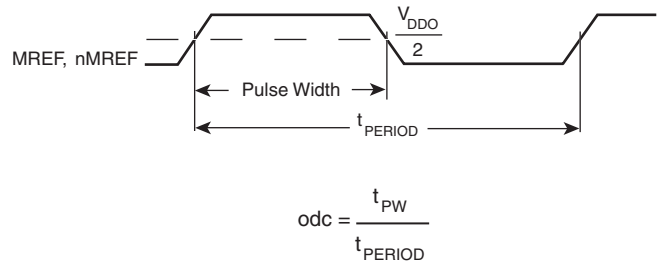 V_DDO
2
MREF, nMREF
Pulse Width
t_PERIOD
odc = t_PW
t_PERIOD